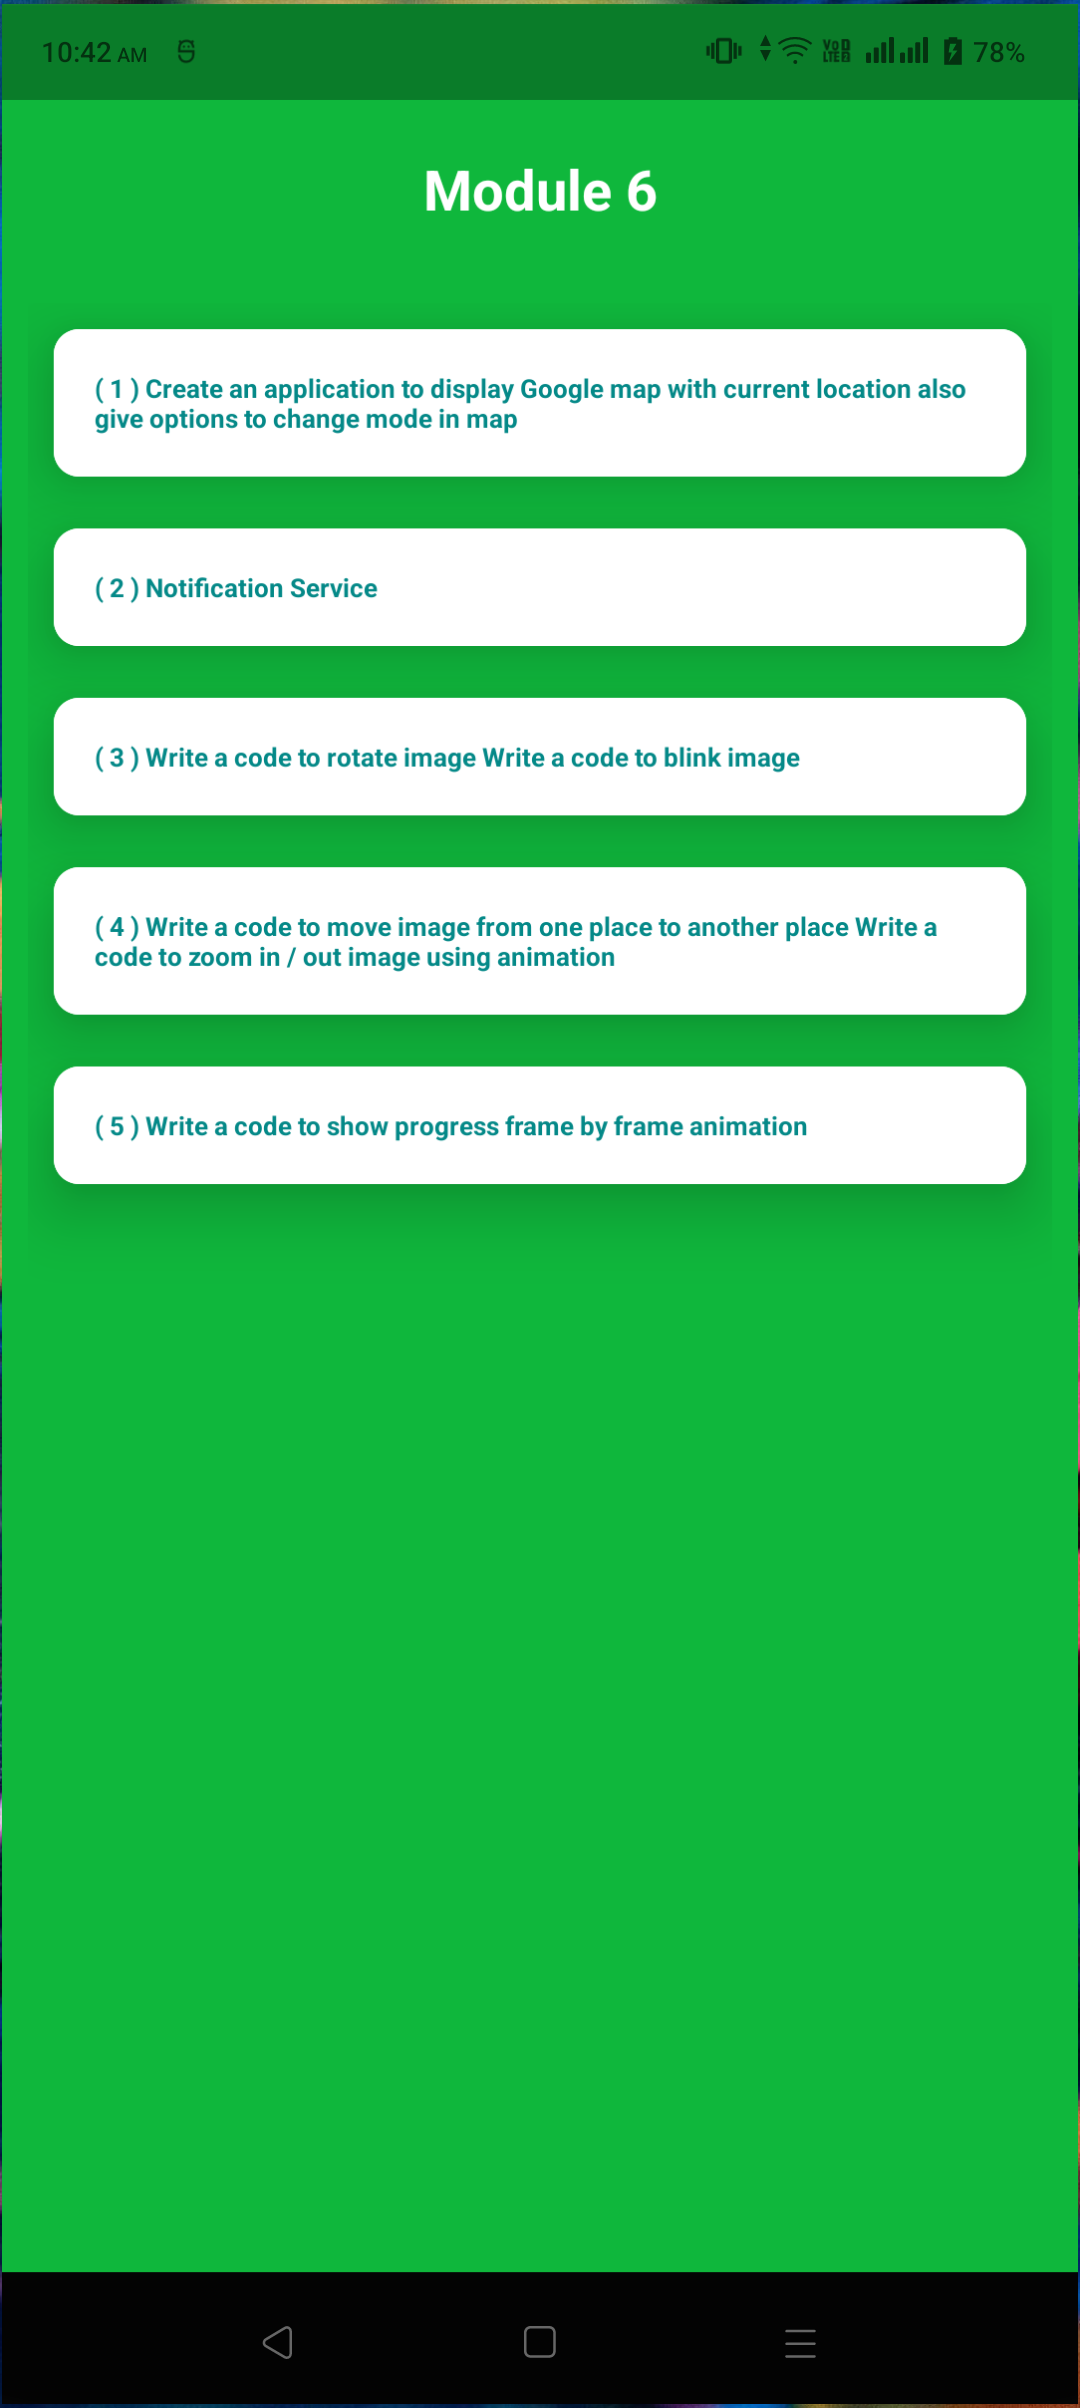 10:42 AM
VoD
LTE 2
78%
Module 6
( 1 ) Create an application to display Google map with current location also
give options to change mode in map
( 2 ) Notification Service
( 3 ) Write a code to rotate image Write a code to blink image
( 4 ) Write a code to move image from one place to another place Write a
code to zoom in / out image using animation
( 5 ) Write a code to show progress frame by frame animation